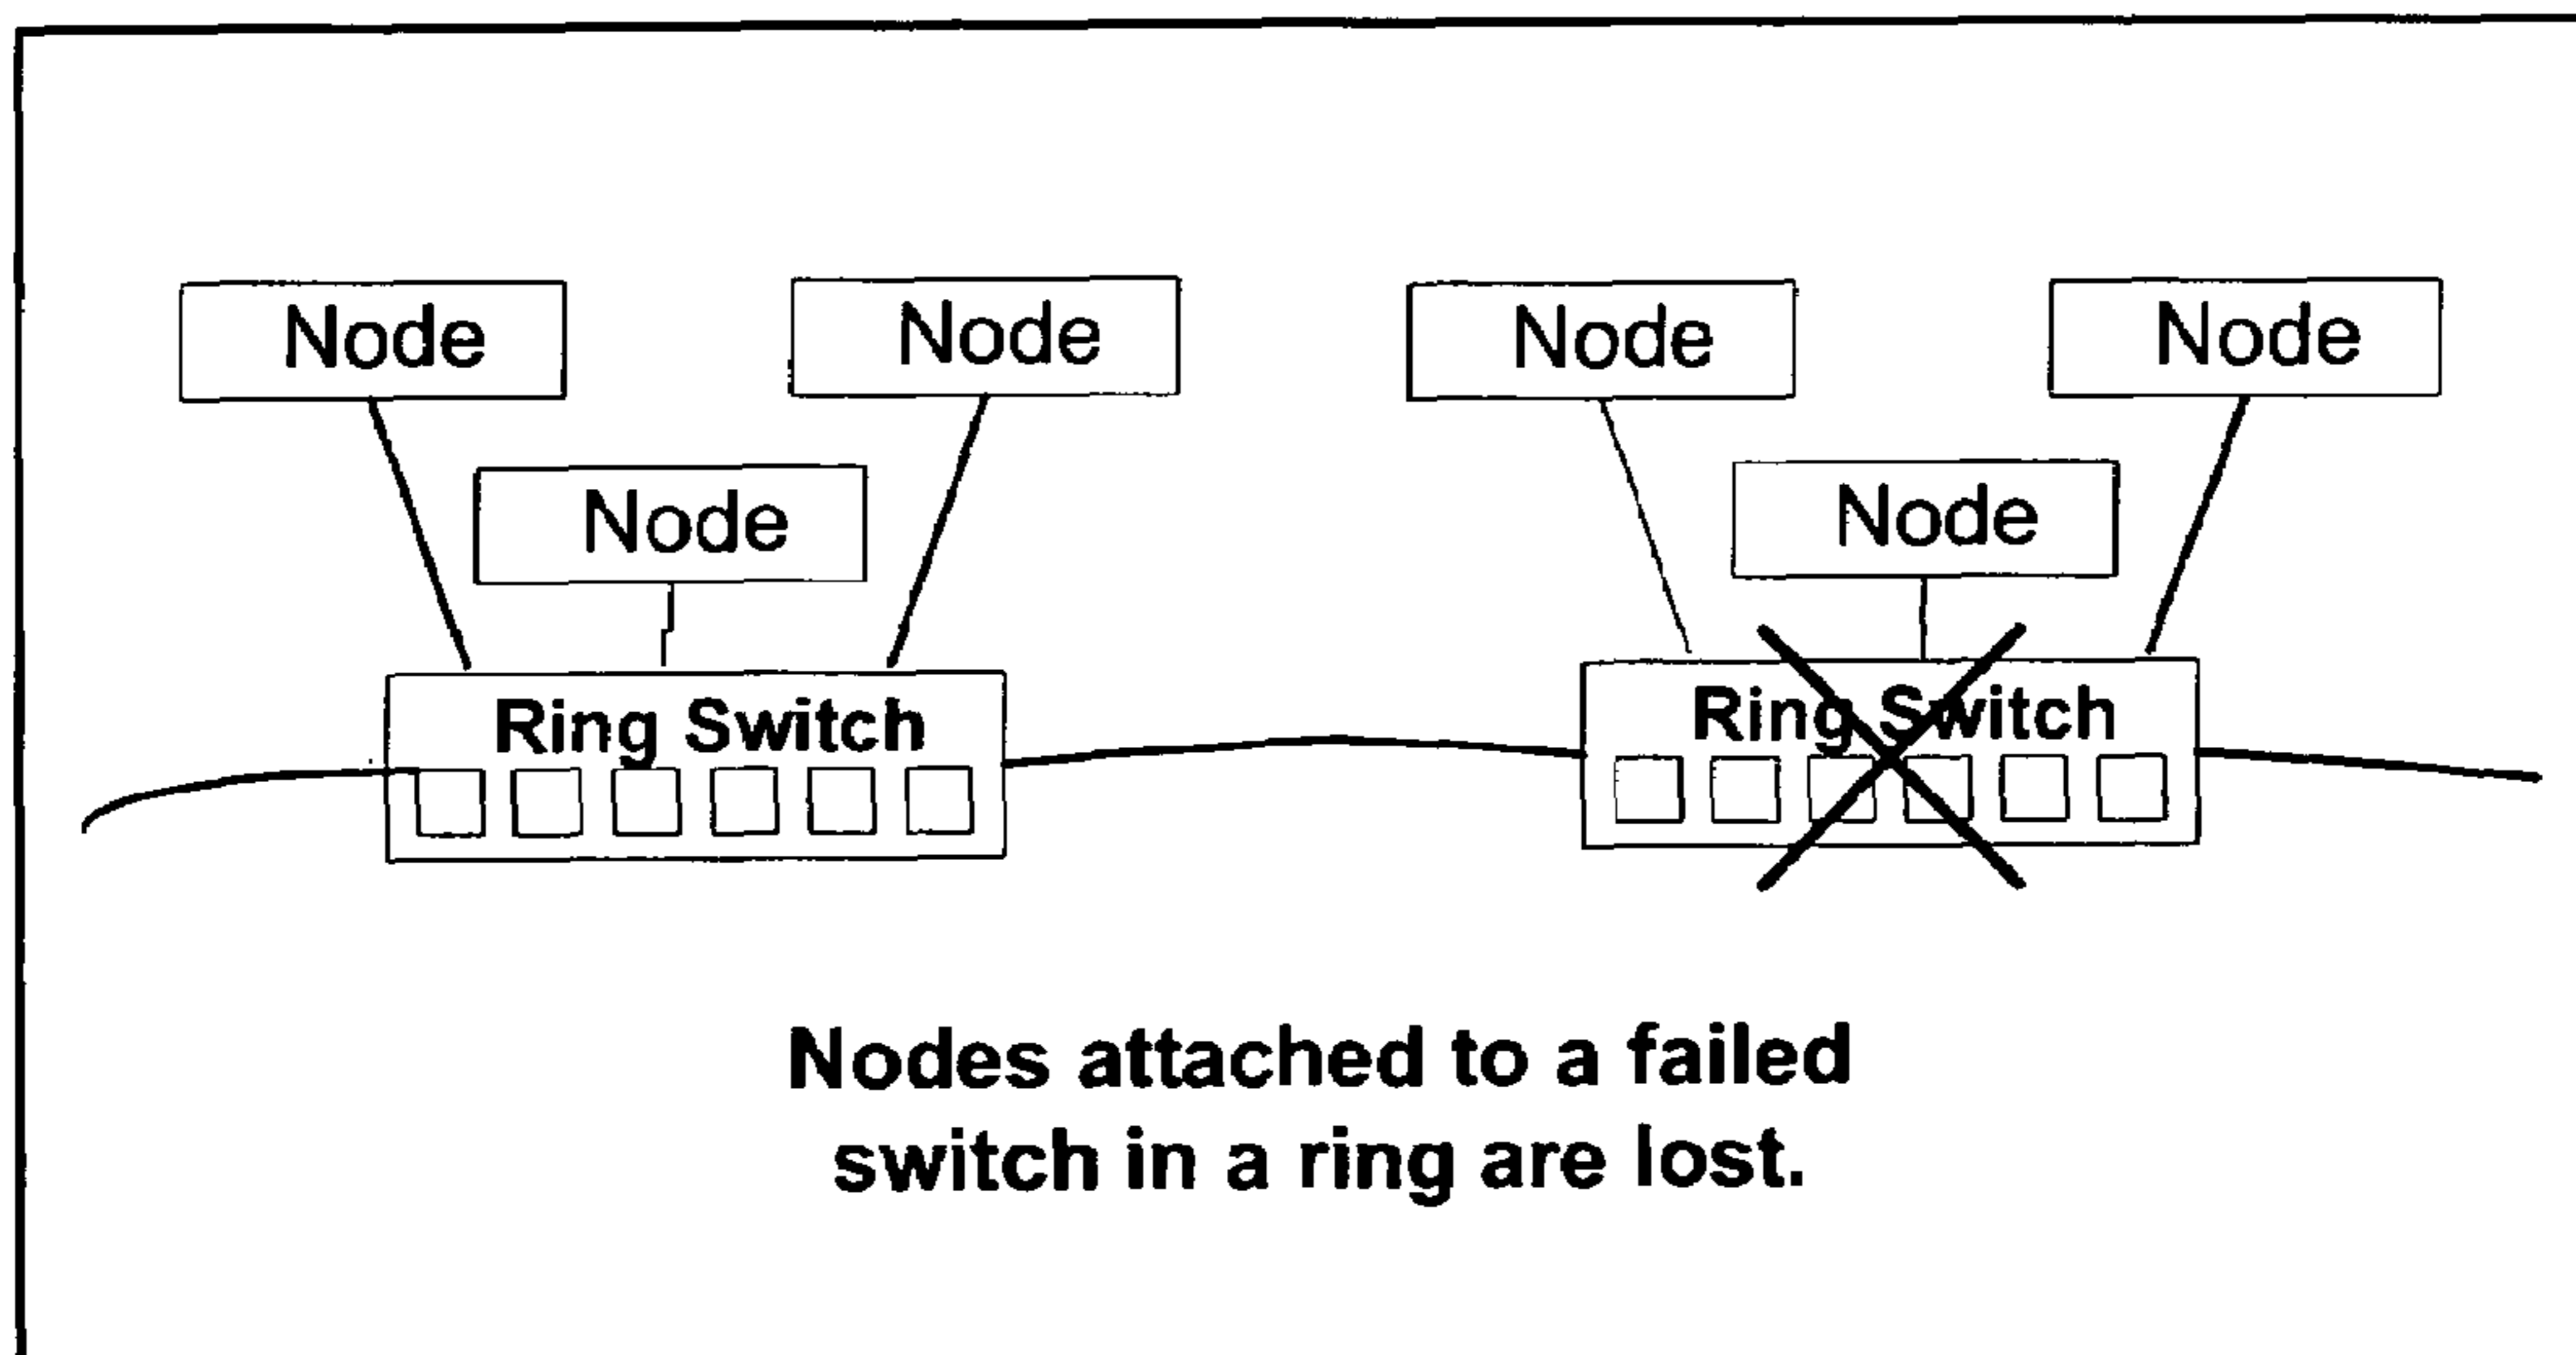 Node
Node
Node
Node
Node
Node
Ring Switch
Ring Switch
Nodes attached to a failed
switch in a ring are lost.